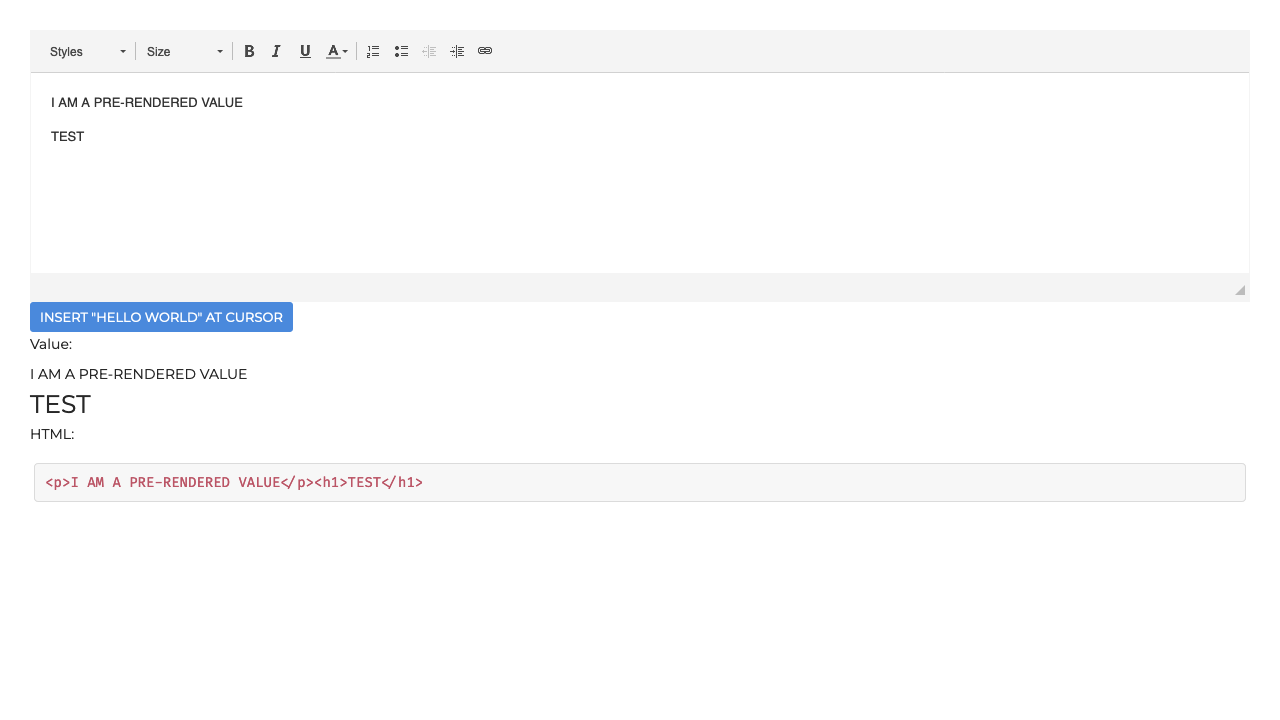 Styles Size B I U A
I AM A PRE-RENDERED VALUE
TEST
INSERT "HELLO WORLD" AT CURSOR
Value:
I AM A PRE-RENDERED VALUE
TEST
HTML:
<p>I AM A PRE-RENDERED VALUE</p><h1>TEST</h1>